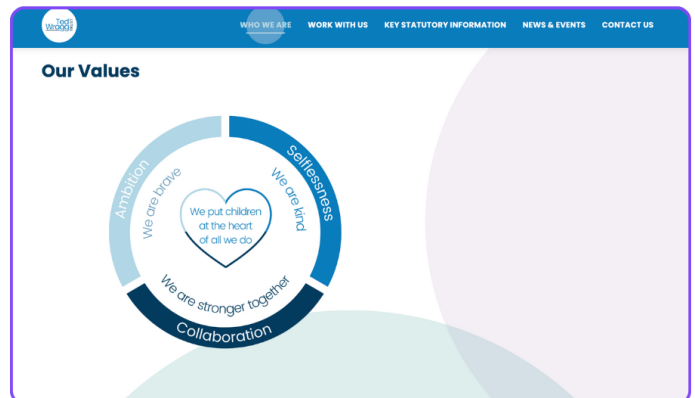 Ted
Wragg
WHO WE ARE
WORK WITH US
KEY STATUTORY INFORMATION
NEWS & EVENTS
CONTACT US
Our Values
Ambition
We are brave
Selflessness
We are kind
We put children
at the heart
of all we do
We are stronger together
Collaboration